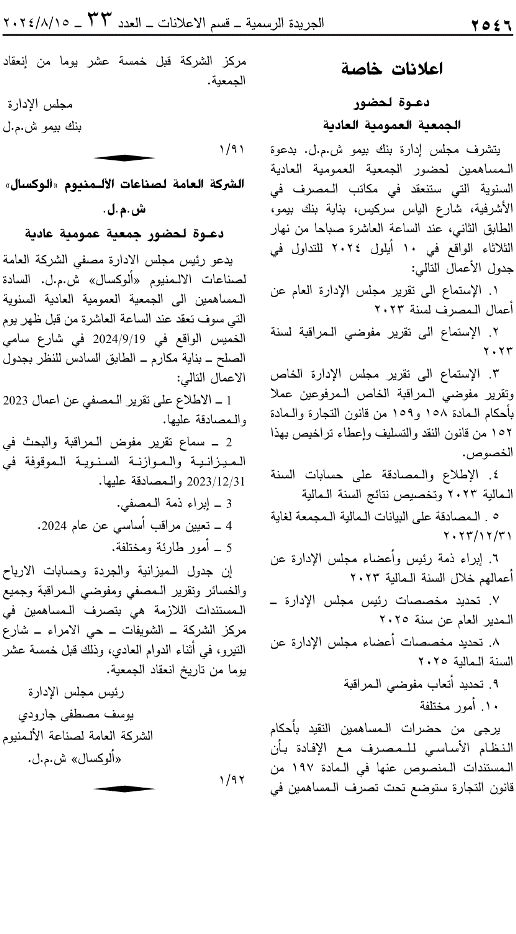 ٢٥٤٦
الجريدة الرسمية ـ قسم الاعلانات ـ العدد ٣٣ ـ ٢٠٢٤/٨/١٥
اعلانات خاصة
دعوة لحضور
الجمعية العمومية العادية
يتشرف مجلس إدارة بنك بيمو ش.م.ل. بدعوة
المساهمين لحضور الجمعية العمومية العادية
السنوية التي ستنعقد في مكاتب المصرف في
الأشرفية، شارع الياس سركيس، بناية بنك بيمو،
الطابق الثاني، عند الساعة العاشرة صباحا من نهار
الثلاثاء الواقع في ١٠ أيلول ٢٠٢٤ للتداول في
جدول الأعمال التالي:
١. الإستماع الى تقرير مجلس الإدارة العام عن
أعمال المصرف لسنة ٢٠٢٣
٢. الإستماع الى تقرير مفوضي المراقبة لسنة
٢٠٢٣
٣. الإستماع الى تقرير مجلس الإدارة الخاص
وتقرير مفوضي المراقبة الخاص المرفوعين عملا
بأحكام المادة ١٥٨ و١٥٩ من قانون التجارة والمادة
١٥٢ من قانون النقد والتسليف وإعطاء تراخيص بهذا
الخصوص.
٤. الإطلاع والمصادقة على حسابات السنة
المالية ٢٠٢٣ وتخصيص نتائج السنة المالية
٥ . المصادقة على البيانات المالية المجمعة لغاية
٢٠٢٣/١٢/٣١
٦. إبراء ذمة رئيس وأعضاء مجلس الإدارة عن
أعمالهم خلال السنة المالية ٢٠٢٣
٧. تحديد مخصصات رئيس مجلس الإدارة ـ
المدير العام عن سنة ٢٠٢٥
٨. تحديد مخصصات أعضاء مجلس الإدارة عن
السنة المالية ٢٠٢٥
٩. تحديد أتعاب مفوضي المراقبة
١٠. أمور مختلفة
يرجى من حضرات المساهمين التقيد بأحكام
النظام الأساسي للمصرف مع الإفادة بأن
المستندات المنصوص عنها في المادة ١٩٧ من
قانون التجارة ستوضع تحت تصرف المساهمين في
مركز الشركة قبل خمسة عشر يوما من إنعقاد
الجمعية.
مجلس الإدارة
بنك بيمو ش.م.ل
١/٩١
الشركة العامة لصناعات الألمنيوم «ألوكسال»
ش.م.ل.
دعوة لحضور جمعية عمومية عادية
يدعو رئيس مجلس الادارة مصفي الشركة العامة
لصناعات الالمنيوم «ألوكسال» ش.م.ل. السادة
المساهمين الى الجمعية العمومية العادية السنوية
التي سوف تعقد عند الساعة العاشرة من قبل ظهر يوم
الخميس الواقع في 2024/9/19 في شارع سامي
الصلح ـ بناية مكارم ـ الطابق السادس للنظر بجدول
الاعمال التالي:
1 ـ الاطلاع على تقرير المصفي عن اعمال 2023
والمصادقة عليها.
2 ـ سماع تقرير مفوض المراقبة والبحث في
الميزانية والموازنة السنوية الموقوفة في
2023/12/31 والمصادقة عليها.
3 ـ إبراء ذمة المصفي.
4 ـ تعيين مراقب أساسي عن عام 2024.
5 ـ أمور طارئة ومختلفة.
إن جدول الميزانية والجردة وحسابات الارباح
والخسائر وتقرير المصفي ومفوضي المراقبة وجميع
المستندات اللازمة هي بتصرف المساهمين في
مركز الشركة ـ الشويفات ـ حي الامراء ـ شارع
التيرو، في أثناء الدوام العادي، وذلك قبل خمسة عشر
يوما من تاريخ انعقاد الجمعية.
رئيس مجلس الإدارة
يوسف مصطفى جارودي
الشركة العامة لصناعة الألمنيوم
«ألوكسال» ش.م.ل.
١/٩٢